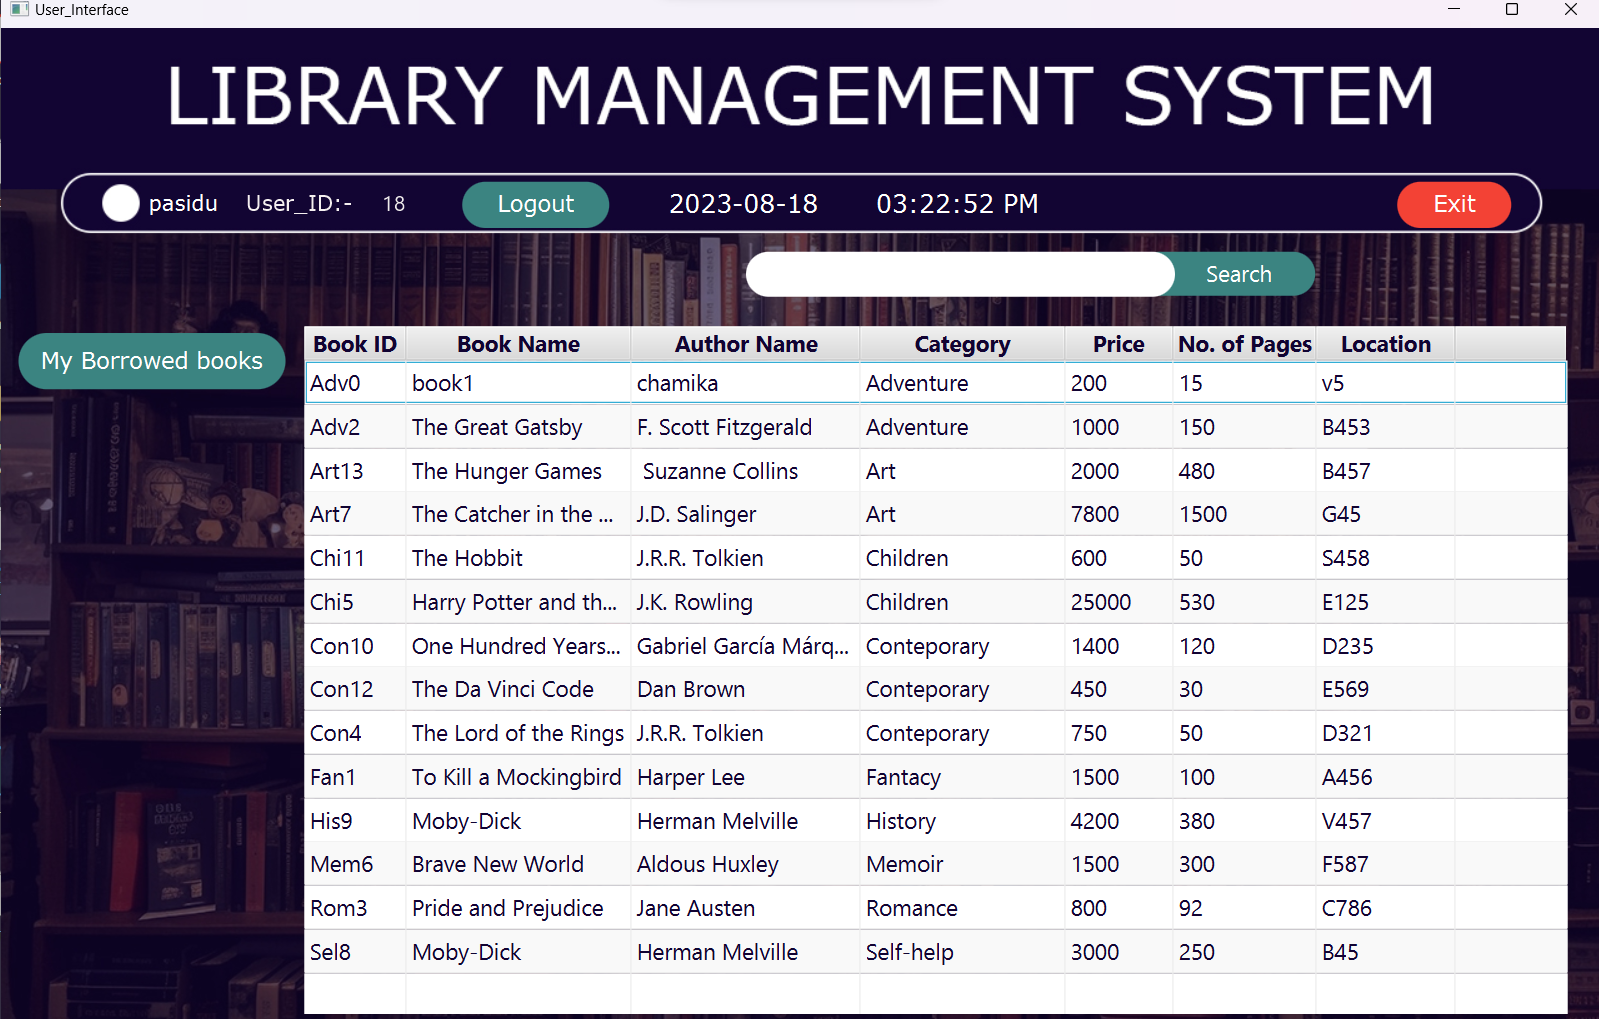 User_Interface
LIBRARY MANAGEMENT SYSTEM
pasidu User_ID:- 18 Logout 2023-08-18 03:22:52 PM Exit
Search
My Borrowed books
Book ID Book Name Author Name Category Price No. of Pages Location
Adv0 book1 chamika Adventure 200 15 v5
Adv2 The Great Gatsby F. Scott Fitzgerald Adventure 1000 150 B453
Art13 The Hunger Games Suzanne Collins Art 2000 480 B457
Art7 The Catcher in the ... J.D. Salinger Art 7800 1500 G45
Chi11 The Hobbit J.R.R. Tolkien Children 600 50 S458
Chi5 Harry Potter and th... J.K. Rowling Children 25000 530 E125
Con10 One Hundred Years... Gabriel García Márq... Conteporary 1400 120 D235
Con12 The Da Vinci Code Dan Brown Conteporary 450 30 E569
Con4 The Lord of the Rings J.R.R. Tolkien Conteporary 750 50 D321
Fan1 To Kill a Mockingbird Harper Lee Fantacy 1500 100 A456
His9 Moby-Dick Herman Melville History 4200 380 V457
Mem6 Brave New World Aldous Huxley Memoir 1500 300 F587
Rom3 Pride and Prejudice Jane Austen Romance 800 92 C786
Sel8 Moby-Dick Herman Melville Self-help 3000 250 B45